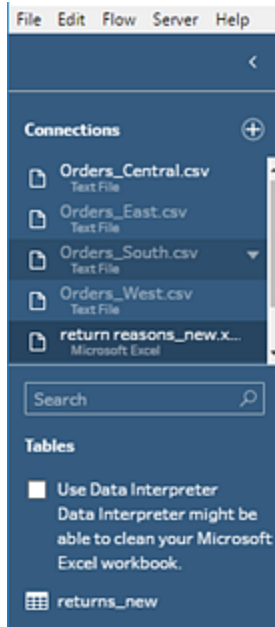 File Edit Flow Server Help
Connections
Orders_Central.csv
Text File
Orders_East.csv
Text File
Orders_South.csv
Text File
Orders_West.csv
Text File
return reasons_new.x...
Microsoft Excel
Search
Tables
Use Data Interpreter
Data Interpreter might be
able to clean your Microsoft
Excel workbook.
returns_new